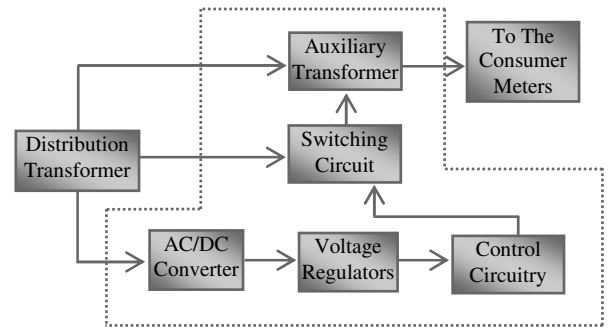 Auxiliary
Transformer
To The
Consumer
Meters
Distribution
Transformer
Switching
Circuit
AC/DC
Converter
Voltage
Regulators
Control
Circuitry